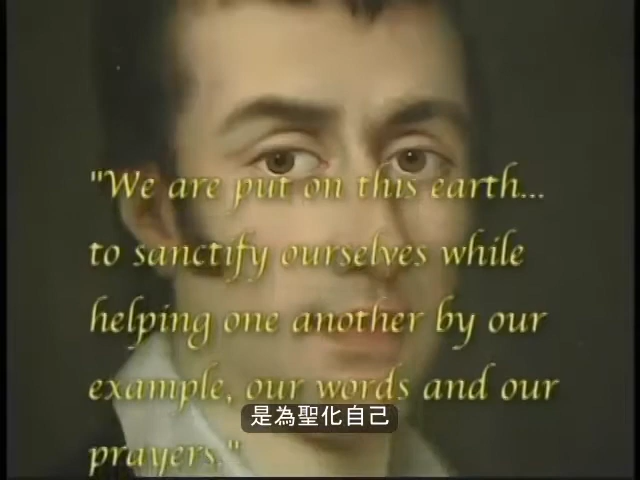 "We are put on this earth...
to sanctify ourselves while
helping one another by our
example, our words and our
是為聖化自己
prayers."